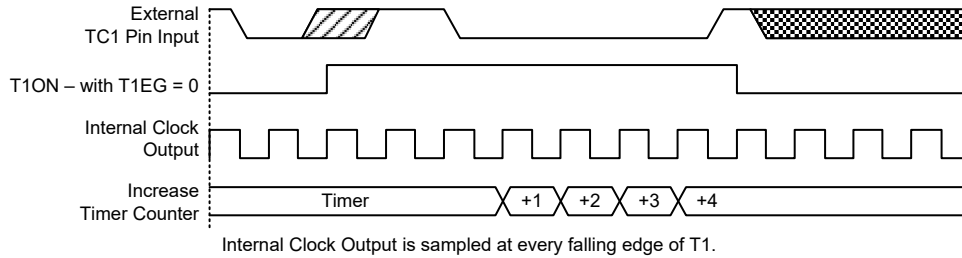 External
TC1 Pin Input
T1ON – with T1EG = 0
Internal Clock
Output
Increase
Timer Counter
Timer
+1
+2
+3
+4
Internal Clock Output is sampled at every falling edge of T1.